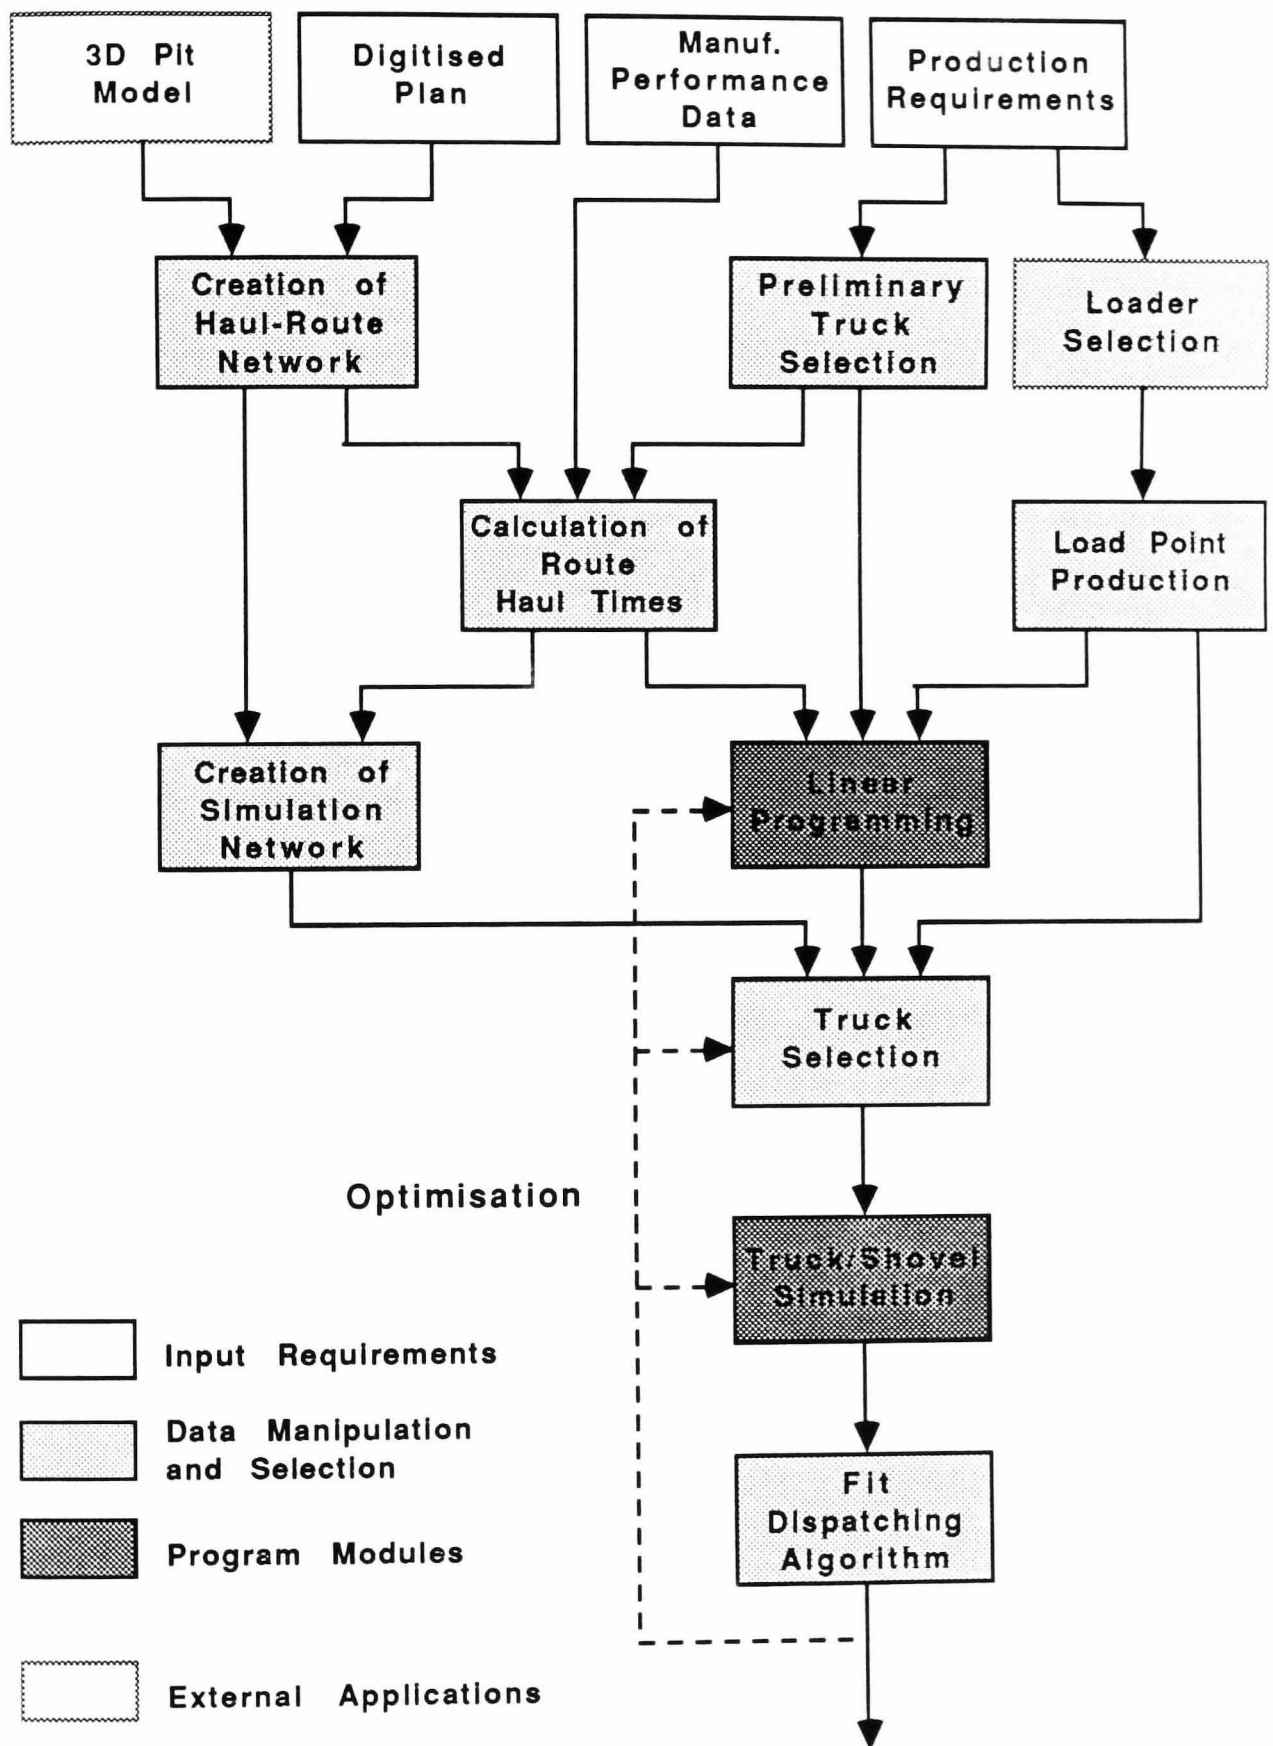 3D Pit
Model
Digitised
Plan
Manuf.
Performance
Data
Production
Requirements
Creation of
Haul-Route
Network
Preliminary
Truck
Selection
Loader
Selection
Calculation of
Route
Haul Times
Load Point
Production
Creation of
Simulation
Network
Linear
Programming
Truck
Selection
Optimisation
Truck/Shovel
Simulation
Fit
Dispatching
Algorithm
Input Requirements
Data Manipulation
and Selection
Program Modules
External Applications